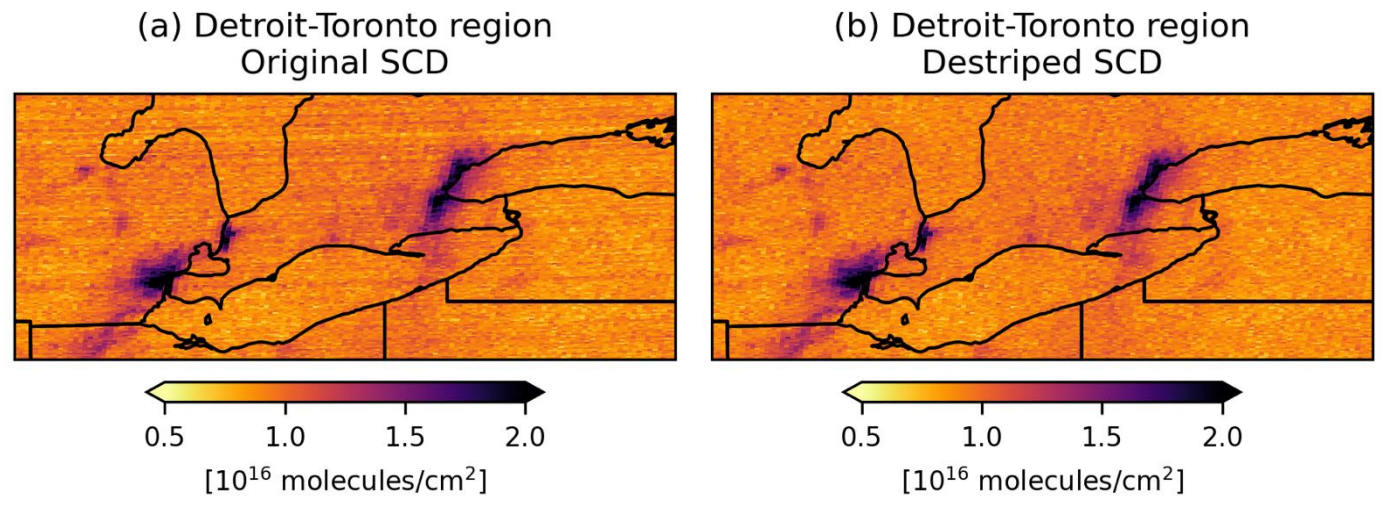 (a) Detroit-Toronto region
Original SCD
0.5 1.0 1.5 2.0
[10¹⁶ molecules/cm²]
(b) Detroit-Toronto region
Destriped SCD
0.5 1.0 1.5 2.0
[10¹⁶ molecules/cm²]